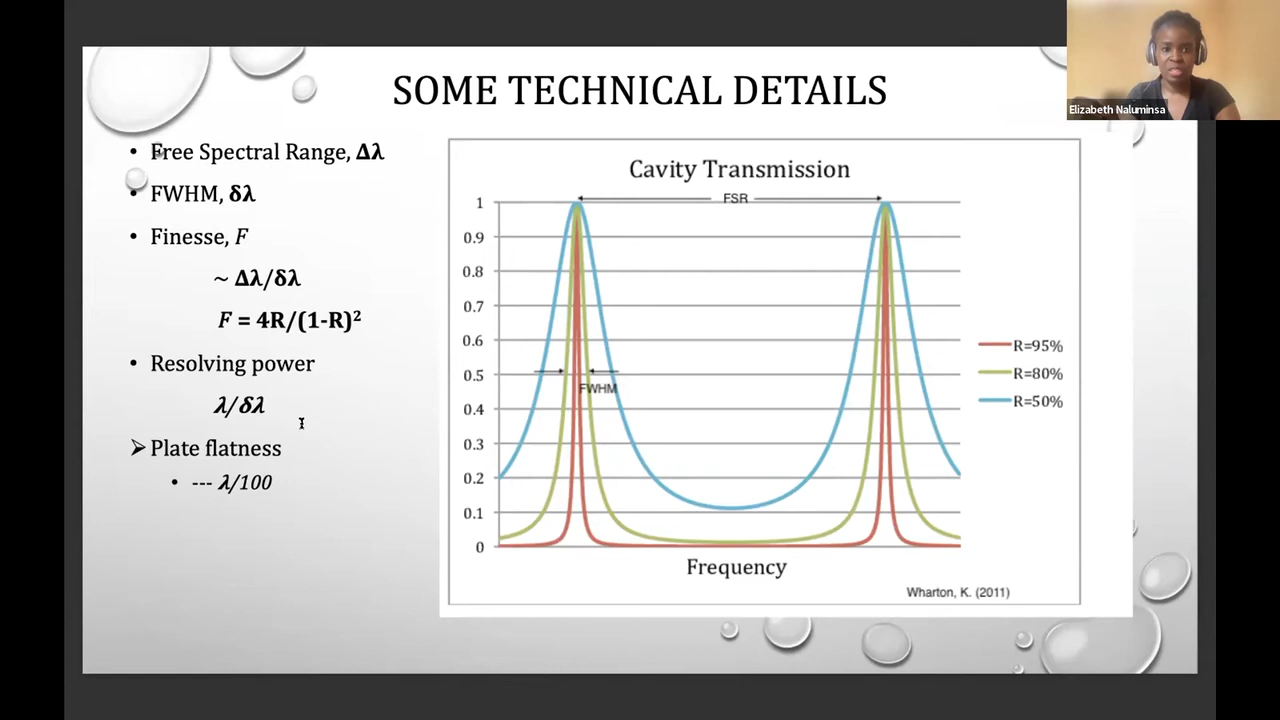 SOME TECHNICAL DETAILS
Elizabeth Naluminsa
• Free Spectral Range, Δλ
• FWHM, δλ
• Finesse, F
~ Δλ/δλ
F = 4R/(1-R)²
• Resolving power
λ/δλ
➢ Plate flatness
• --- λ/100
Cavity Transmission
FSR
1
0.9
0.8
0.7
0.6
0.5
0.4
0.3
0.2
0.1
0
FWHM
R=95%
R=80%
R=50%
Frequency
Wharton, K. (2011)